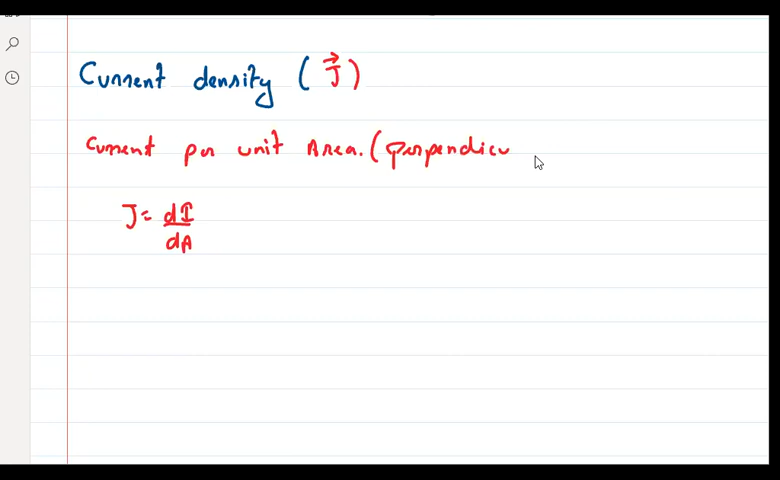 Current density (J⃗)
Current per unit Area. (perpendicu
J = dI/dA